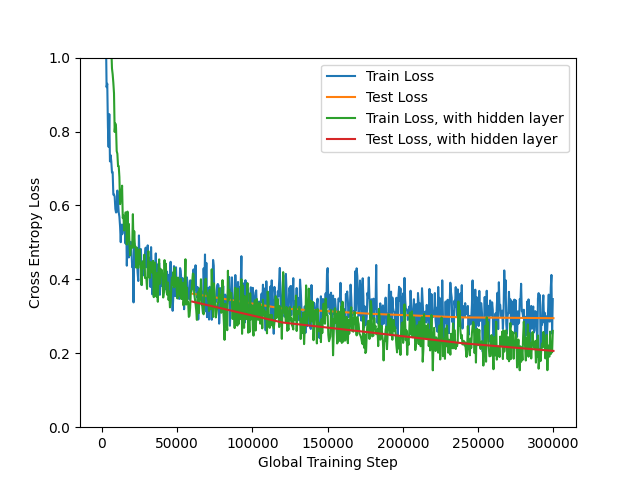 1.0
0.8
0.6
0.4
0.2
0.0
Cross Entropy Loss
Train Loss
Test Loss
Train Loss, with hidden layer
Test Loss, with hidden layer
0 50000 100000 150000 200000 250000 300000
Global Training Step